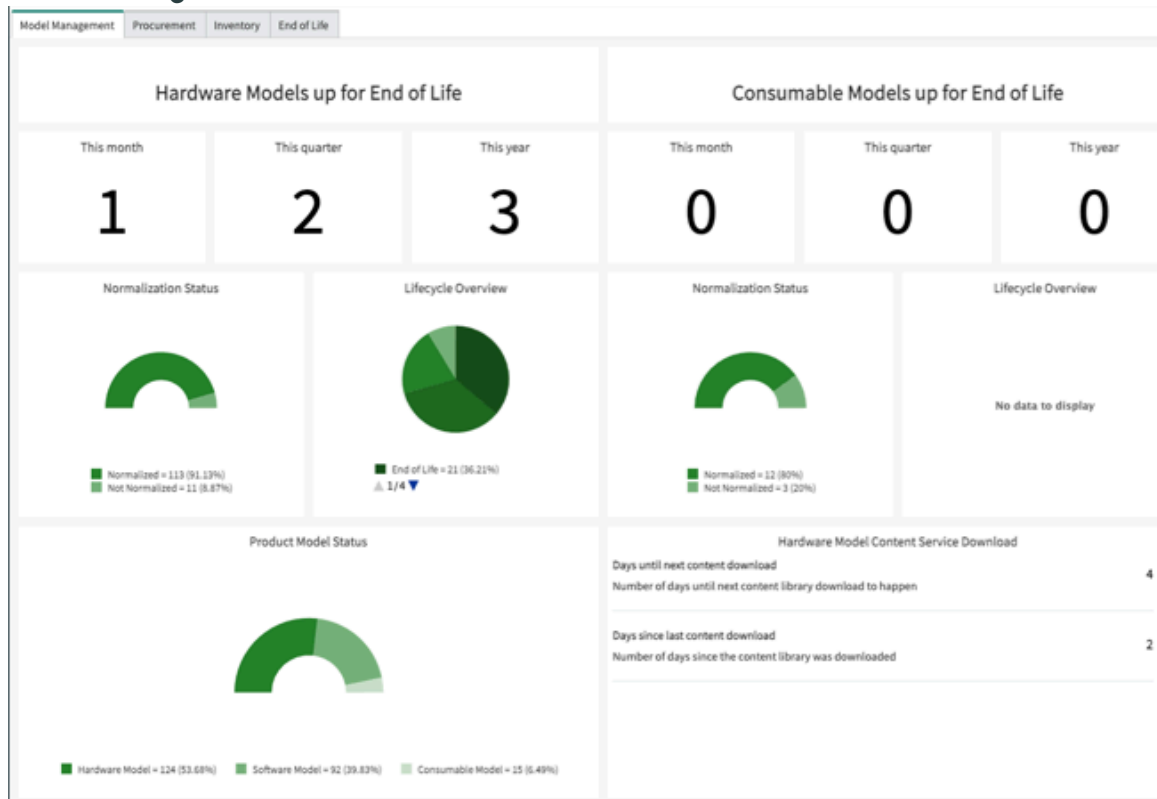 Model Management Procurement Inventory End of Life
Hardware Models up for End of Life
This month This quarter This year
1 2 3
Consumable Models up for End of Life
This month This quarter This year
0 0 0
Normalization Status
Normalized = 113 (91.13%)
Not Normalized = 11 (8.87%)
Lifecycle Overview
End of Life = 21 (36.21%)
1/4
Normalization Status
Normalized = 12 (80%)
Not Normalized = 3 (20%)
Lifecycle Overview
No data to display
Product Model Status
Hardware Model = 124 (53.68%) Software Model = 92 (39.83%) Consumable Model = 15 (6.49%)
Hardware Model Content Service Download
Days until next content download
Number of days until next content library download to happen
4
Days since last content download
Number of days since the content library was downloaded
2